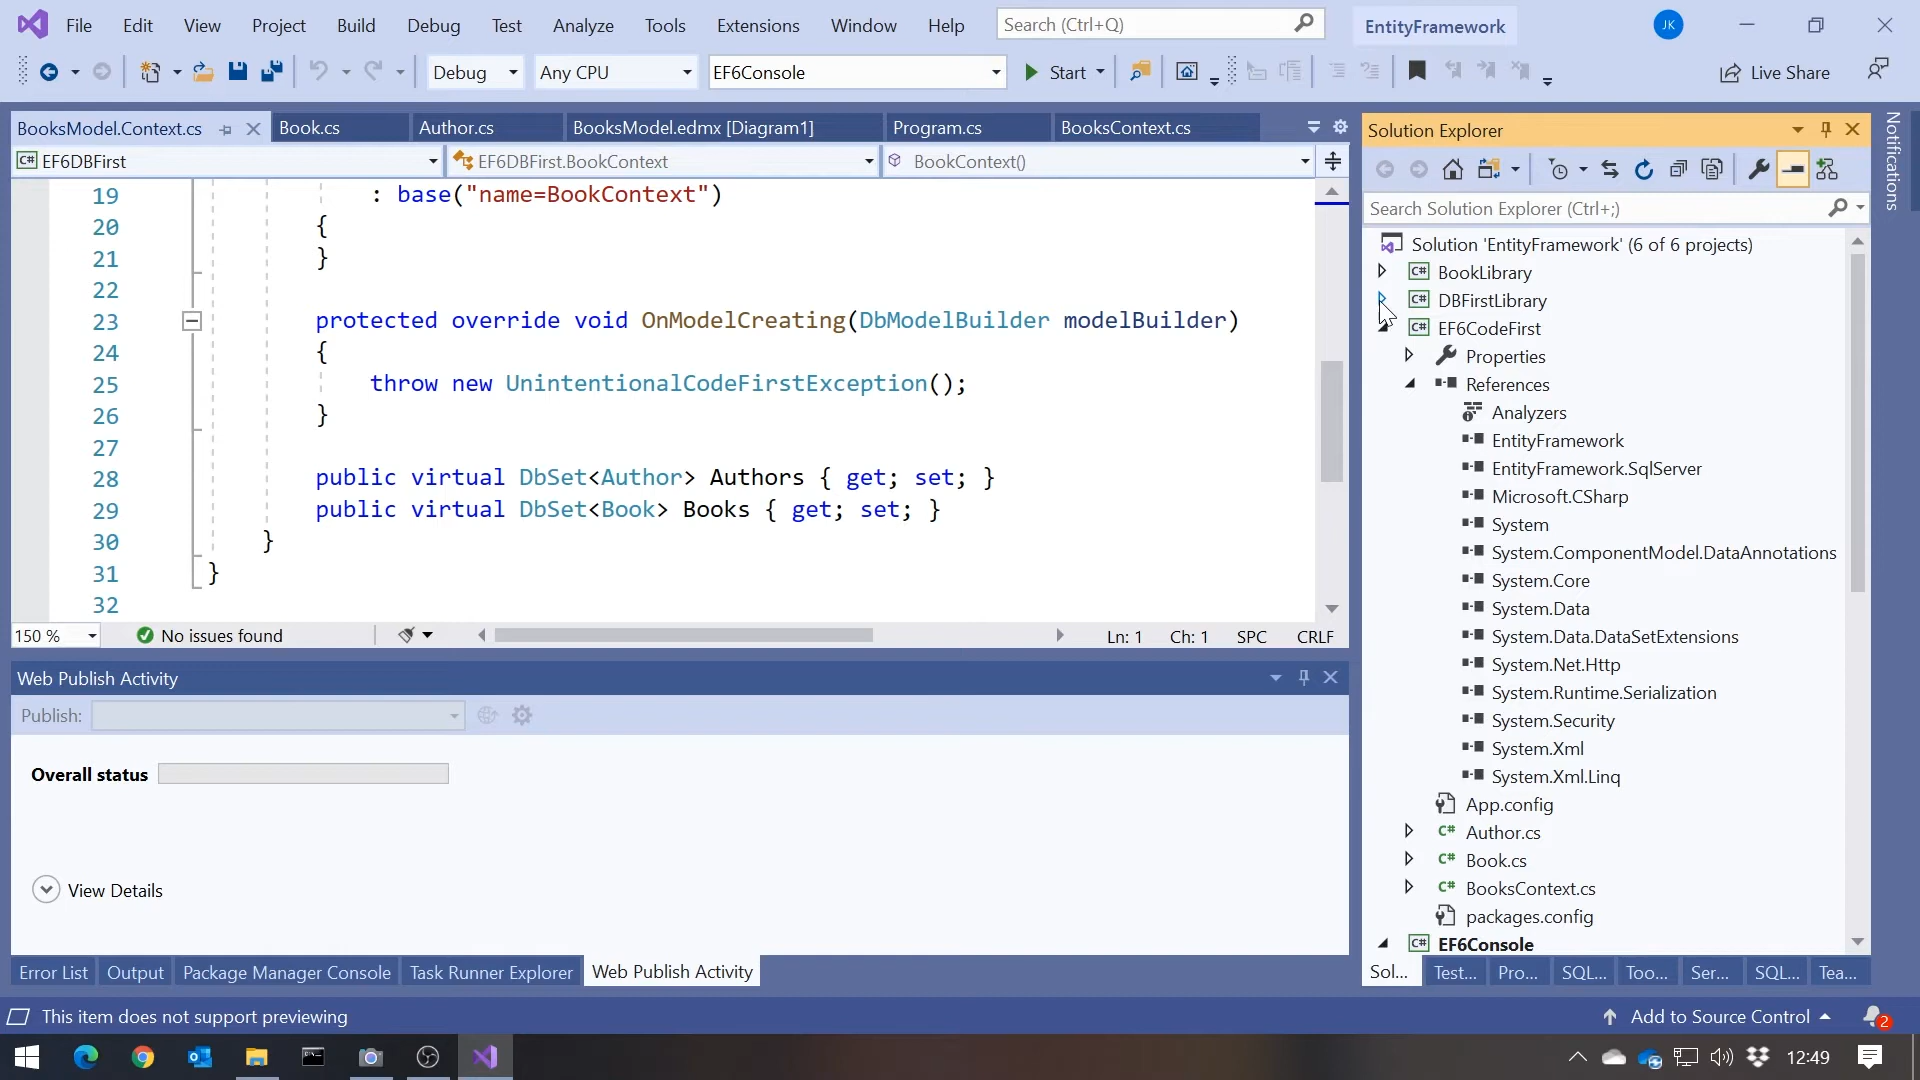 File Edit View Project Build Debug Test Analyze Tools Extensions Window Help Search (Ctrl+Q) EntityFramework JK
Debug Any CPU EF6Console Start Live Share
BooksModel.Context.cs Book.cs Author.cs BooksModel.edmx [Diagram1] Program.cs BooksContext.cs
C# EF6DBFirst EF6DBFirst.BookContext BookContext()
19 : base("name=BookContext")
20 {
21 }
22
23 protected override void OnModelCreating(DbModelBuilder modelBuilder)
24 {
25 throw new UnintentionalCodeFirstException();
26 }
27
28 public virtual DbSet<Author> Authors { get; set; }
29 public virtual DbSet<Book> Books { get; set; }
30 }
31 }
32
150 % No issues found Ln: 1 Ch: 1 SPC CRLF
Web Publish Activity
Publish:
Overall status
View Details
Error List Output Package Manager Console Task Runner Explorer Web Publish Activity
Solution Explorer
Search Solution Explorer (Ctrl+;)
Solution 'EntityFramework' (6 of 6 projects)
C# BookLibrary
C# DBFirstLibrary
C# EF6CodeFirst
Properties
References
Analyzers
EntityFramework
EntityFramework.SqlServer
Microsoft.CSharp
System
System.ComponentModel.DataAnnotations
System.Core
System.Data
System.Data.DataSetExtensions
System.Net.Http
System.Runtime.Serialization
System.Security
System.Xml
System.Xml.Linq
App.config
C# Author.cs
C# Book.cs
C# BooksContext.cs
packages.config
C# EF6Console
Sol... Test... Pro... SQL... Too... Ser... SQL... Tea...
Notifications
This item does not support previewing Add to Source Control 2
12:49